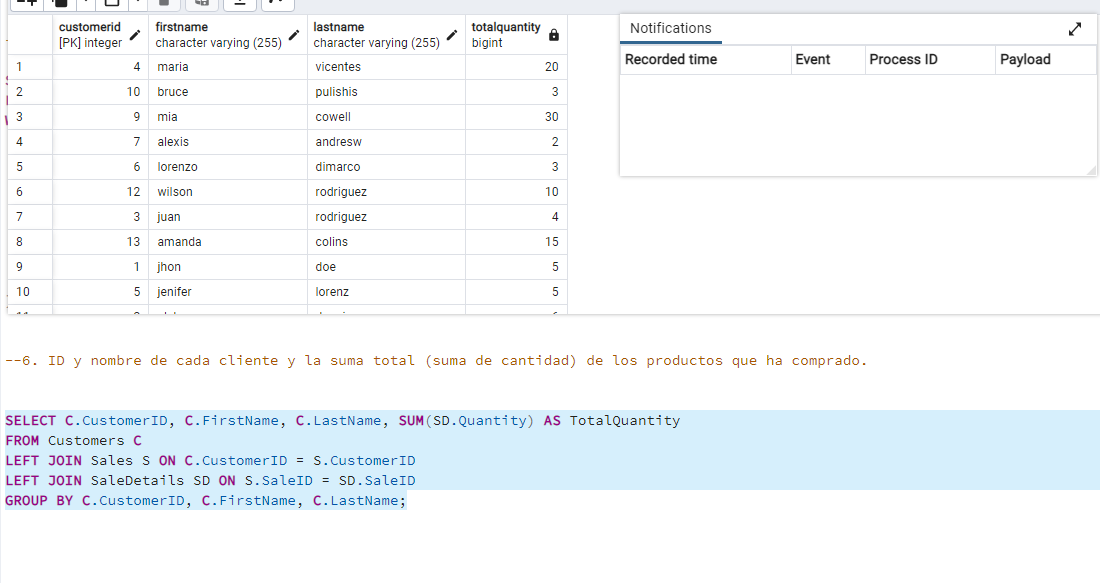 customerid firstname lastname totalquantity
[PK] integer character varying (255) character varying (255) bigint
1 4 maria vicentes 20
2 10 bruce pulishis 3
3 9 mia cowell 30
4 7 alexis andresw 2
5 6 lorenzo dimarco 3
6 12 wilson rodriguez 10
7 3 juan rodriguez 4
8 13 amanda colins 15
9 1 jhon doe 5
10 5 jenifer lorenz 5
Notifications
Recorded time Event Process ID Payload
--6. ID y nombre de cada cliente y la suma total (suma de cantidad) de los productos que ha comprado.
SELECT C.CustomerID, C.FirstName, C.LastName, SUM(SD.Quantity) AS TotalQuantity
FROM Customers C
LEFT JOIN Sales S ON C.CustomerID = S.CustomerID
LEFT JOIN SaleDetails SD ON S.SaleID = SD.SaleID
GROUP BY C.CustomerID, C.FirstName, C.LastName;